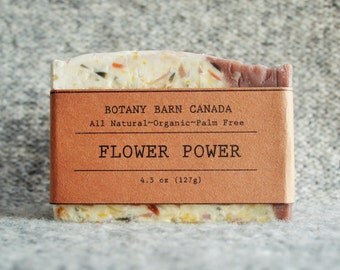 BOTANY BARN CANADA
All Natural~Organic~Palm Free
FLOWER POWER
4.5 oz (127g)